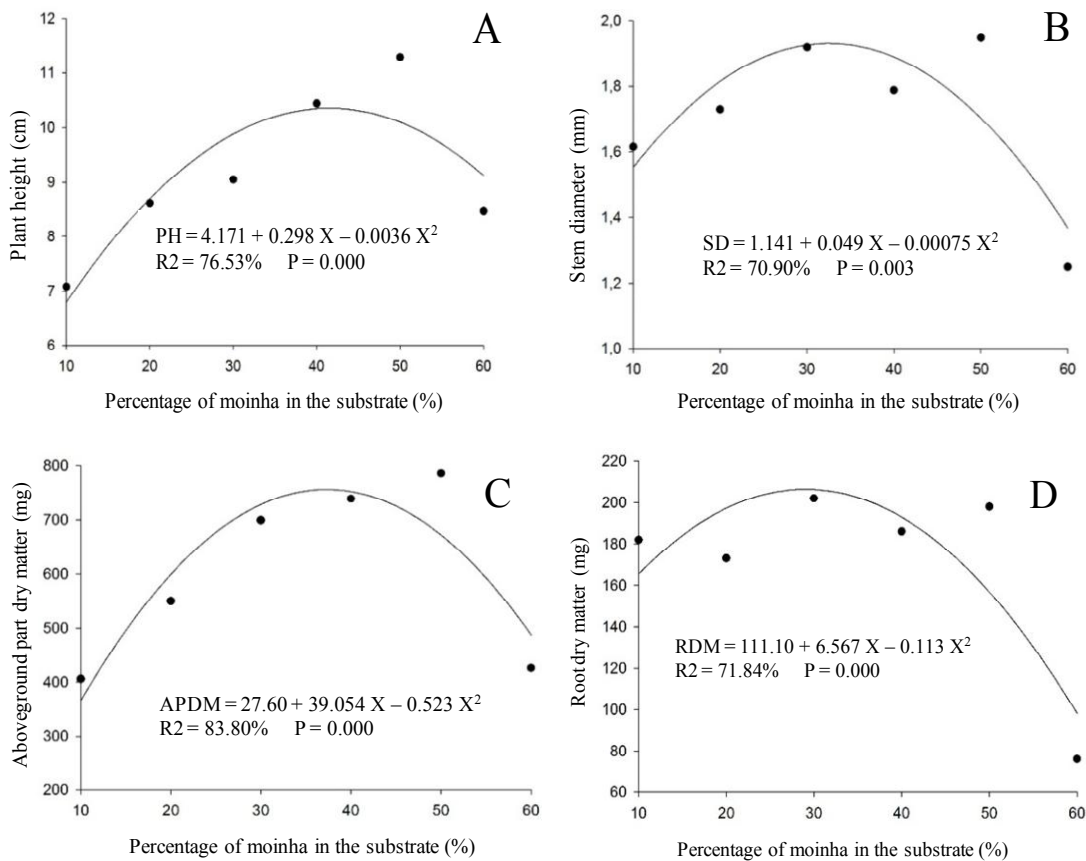 A
Plant height (cm)
12
11
10
9
8
7
6
PH = 4.171 + 0.298 X – 0.0036 X²
R2 = 76.53% P = 0.000
10 20 30 40 50 60
Percentage of moinha in the substrate (%)
B
Stem diameter (mm)
2,0
1,8
1,6
1,4
1,2
1,0
SD = 1.141 + 0.049 X – 0.00075 X²
R2 = 70.90% P = 0.003
10 20 30 40 50 60
Percentage of moinha in the substrate (%)
C
Aboveground part dry matter (mg)
800
700
600
500
400
300
200
APDM = 27.60 + 39.054 X – 0.523 X²
R2 = 83.80% P = 0.000
10 20 30 40 50 60
Percentage of moinha in the substrate (%)
D
Root dry matter (mg)
220
200
180
160
140
120
100
80
60
RDM = 111.10 + 6.567 X – 0.113 X²
R2 = 71.84% P = 0.000
10 20 30 40 50 60
Percentage of moinha in the substrate (%)